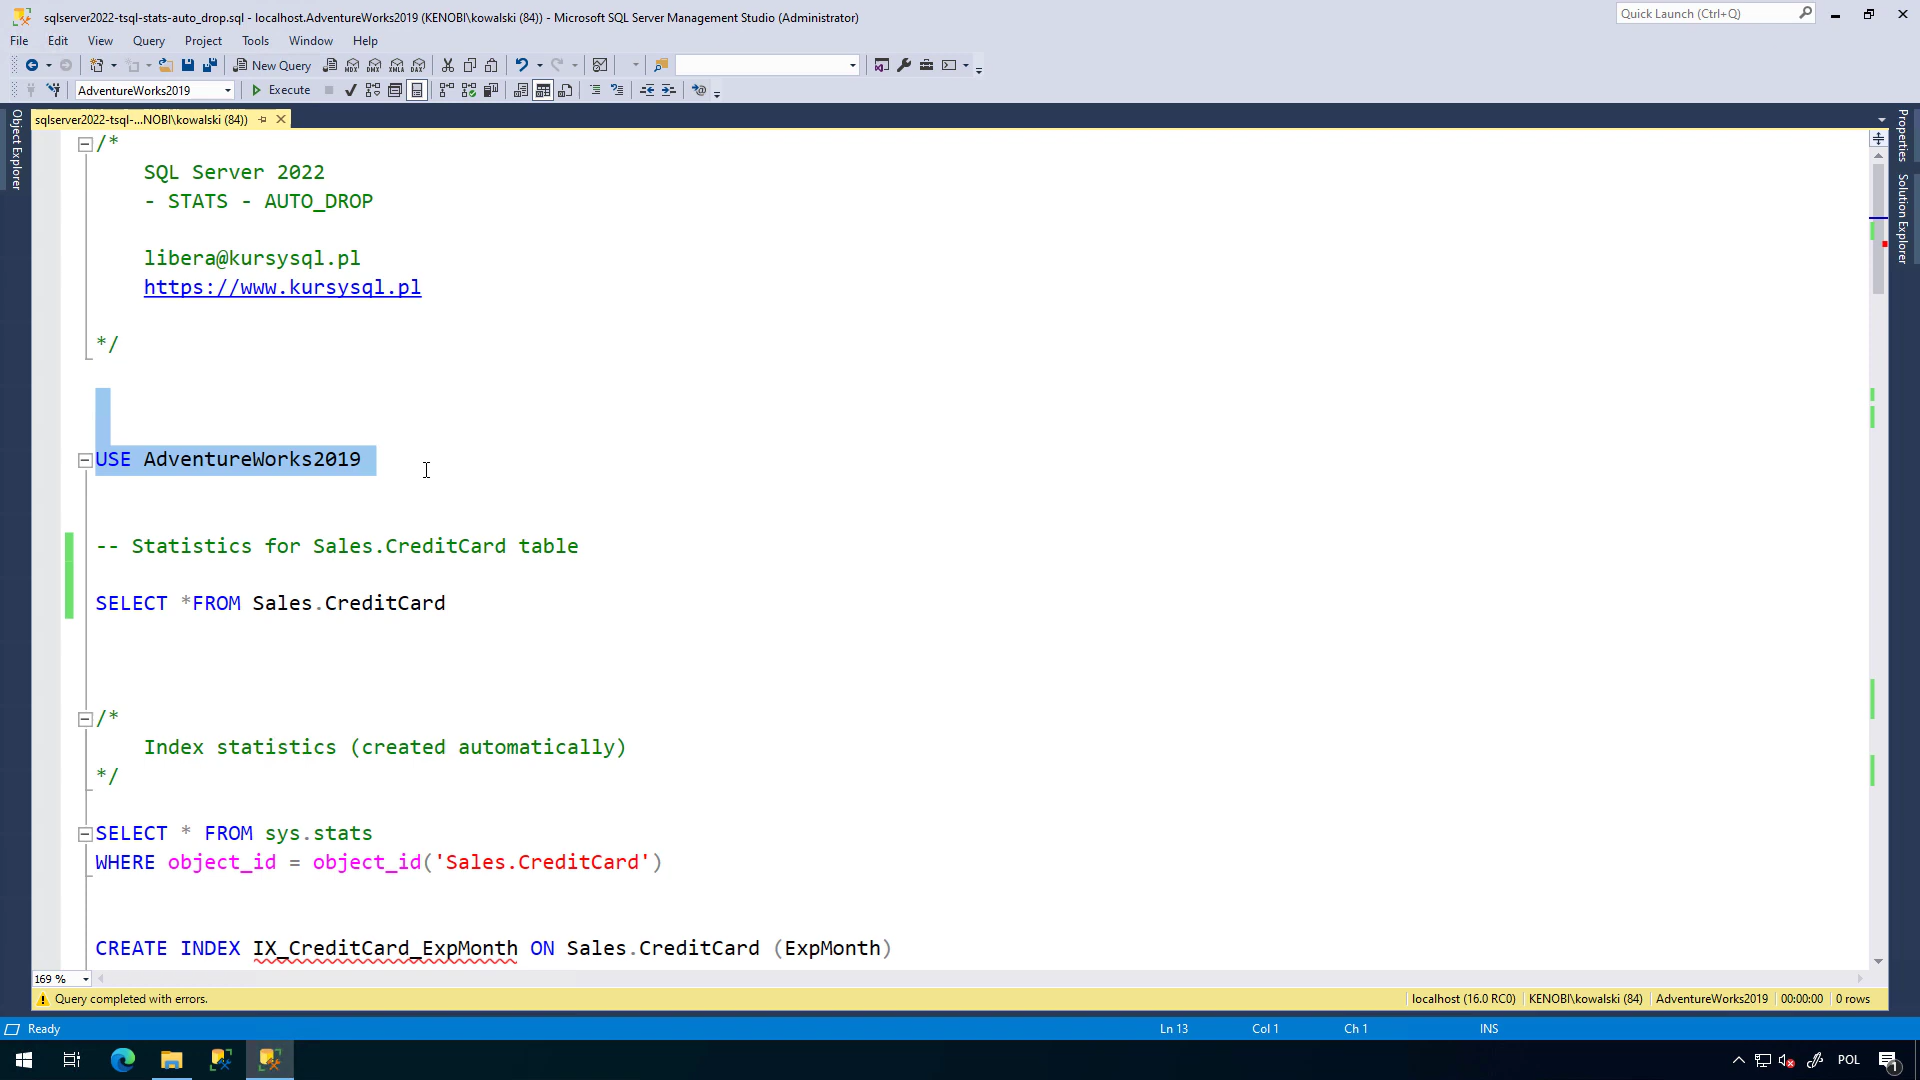 sqlserver2022-tsql-stats-auto_drop.sql - localhost.AdventureWorks2019 (KENOBI\kowalski (84)) - Microsoft SQL Server Management Studio (Administrator)
Quick Launch (Ctrl+Q)
File Edit View Query Project Tools Window Help
New Query
AdventureWorks2019
Execute
sqlserver2022-tsql-...NOBI\kowalski (84))
Object Explorer
Properties
Solution Explorer
/*
SQL Server 2022
- STATS - AUTO_DROP
libera@kursysql.pl
https://www.kursysql.pl
*/
USE AdventureWorks2019
-- Statistics for Sales.CreditCard table
SELECT *FROM Sales.CreditCard
/*
Index statistics (created automatically)
*/
SELECT * FROM sys.stats
WHERE object_id = object_id('Sales.CreditCard')
CREATE INDEX IX_CreditCard_ExpMonth ON Sales.CreditCard (ExpMonth)
169 %
Query completed with errors.
localhost (16.0 RC0) KENOBI\kowalski (84) AdventureWorks2019 00:00:00 0 rows
Ready
Ln 13 Col 1 Ch 1 INS
POL
1